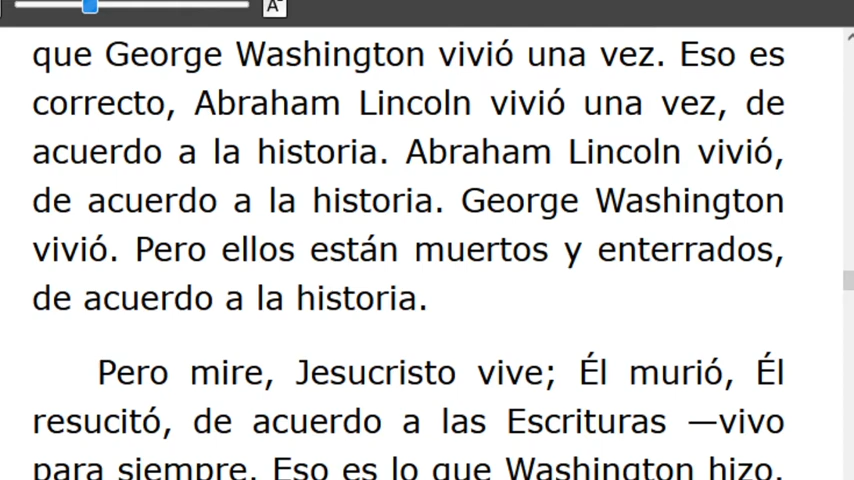 A
que George Washington vivió una vez. Eso es
correcto, Abraham Lincoln vivió una vez, de
acuerdo a la historia. Abraham Lincoln vivió,
de acuerdo a la historia. George Washington
vivió. Pero ellos están muertos y enterrados,
de acuerdo a la historia.
Pero mire, Jesucristo vive; Él murió, Él
resucitó, de acuerdo a las Escrituras —vivo
para siempre. Eso es lo que Washington hizo.